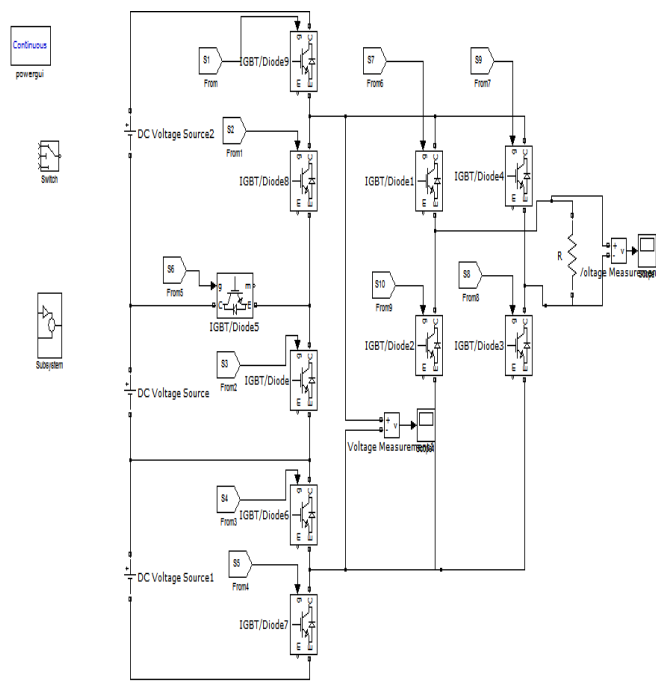 Continuous
powergui
Switch
Subsystem
DC Voltage Source2
DC Voltage Source
DC Voltage Source1
S1
From
IGBT/Diode9
g
C
m
E
S2
From1
IGBT/Diode8
g
C
m
E
S6
From5
g
m
C
E
IGBT/Diode5
S3
From2
IGBT/Diode
g
C
m
E
S4
From3
IGBT/Diode6
g
C
m
E
S5
From4
IGBT/Diode7
g
C
m
E
S7
From6
IGBT/Diode1
g
C
m
E
S9
From7
IGBT/Diode4
g
C
m
E
S10
From9
IGBT/Diode2
g
C
m
E
S8
From8
IGBT/Diode3
g
C
m
E
R
+
-
v
/oltage Measuremen
+
-
v
Voltage Measurement